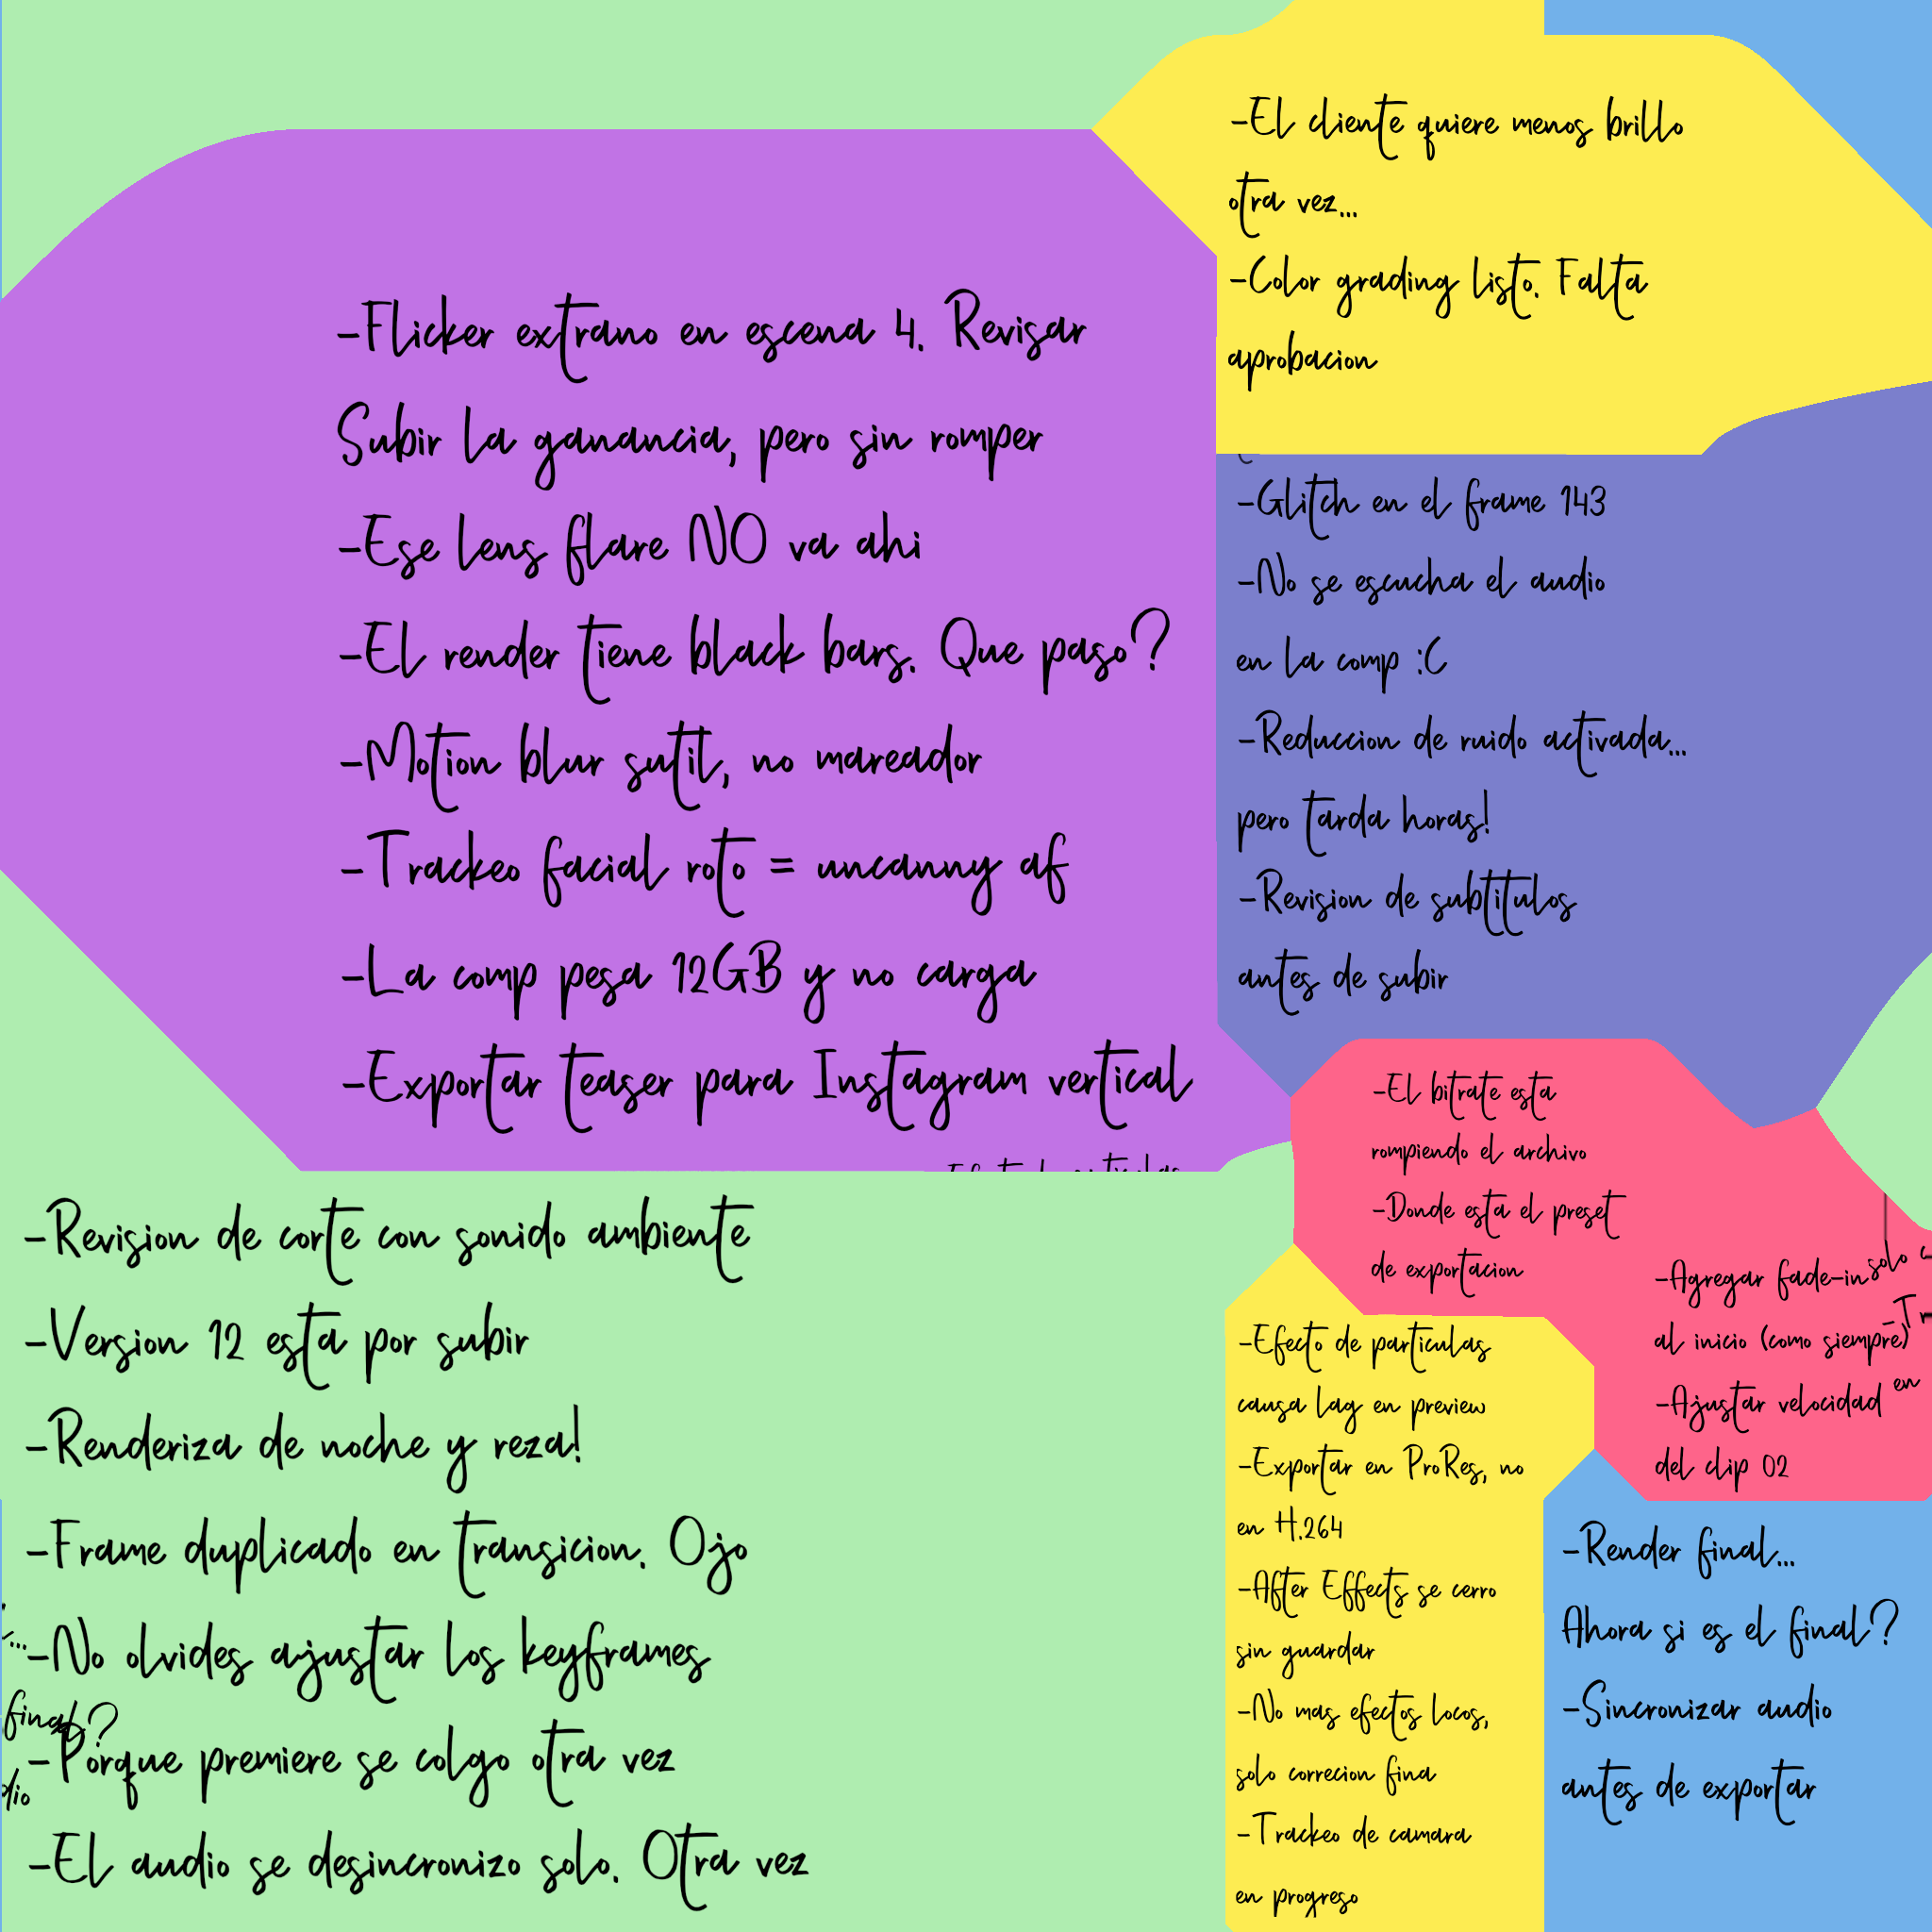 -Flicker extrano en escena 4. Revisar
Subir la ganancia, pero sin romper
-Ese lens flare NO va ahi
-El render tiene black bars. Que paso?
-Motion blur sutil, no mareador
-Trackeo facial roto = uncanny af
-La comp pesa 12GB y no carga
-Exportar teaser para Instagram vertical
-El cliente quiere menos brillo
otra vez...
-Color grading listo. Falta
aprobacion
-Glitch en el frame 143
-No se escucha el audio
en la comp :C
-Reduccion de ruido activada...
pero tarda horas!
-Revision de subtitulos
antes de subir
-El bitrate esta
rompiendo el archivo
-Donde esta el preset
de exportacion
-Agregar fade-in
al inicio (como siempre)
-Ajustar velocidad
del clip 02
solo
en
-Revision de corte con sonido ambiente
-Version 12 esta por subir
-Renderiza de noche y reza!
-Frame duplicado en transicion. Ojo
-No olvides ajustar los keyframes
final?
-Porque premiere se colgo otra vez
-El audio se desincronizo solo. Otra vez
-Efecto de particulas
causa lag en preview
-Exportar en ProRes, no
en H.264
-After Effects se cerro
sin guardar
-No mas efectos locos,
solo correcion fina
-Trackeo de camara
en progreso
-Render final...
Ahora si es el final?
-Sincronizar audio
antes de exportar